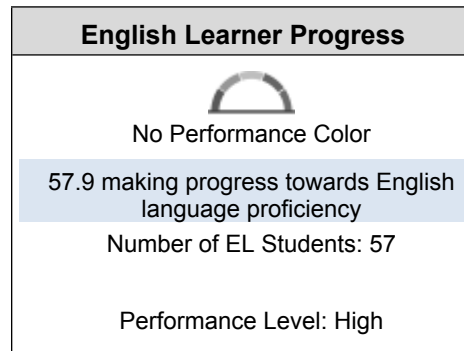 English Learner Progress
No Performance Color
57.9 making progress towards English
language proficiency
Number of EL Students: 57
Performance Level: High